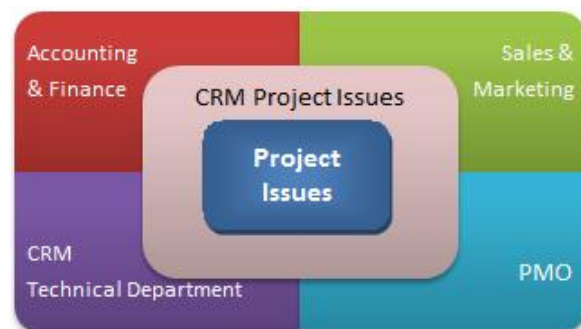 Accounting
& Finance
Sales &
Marketing
CRM Project Issues
Project
Issues
CRM
Technical Department
PMO